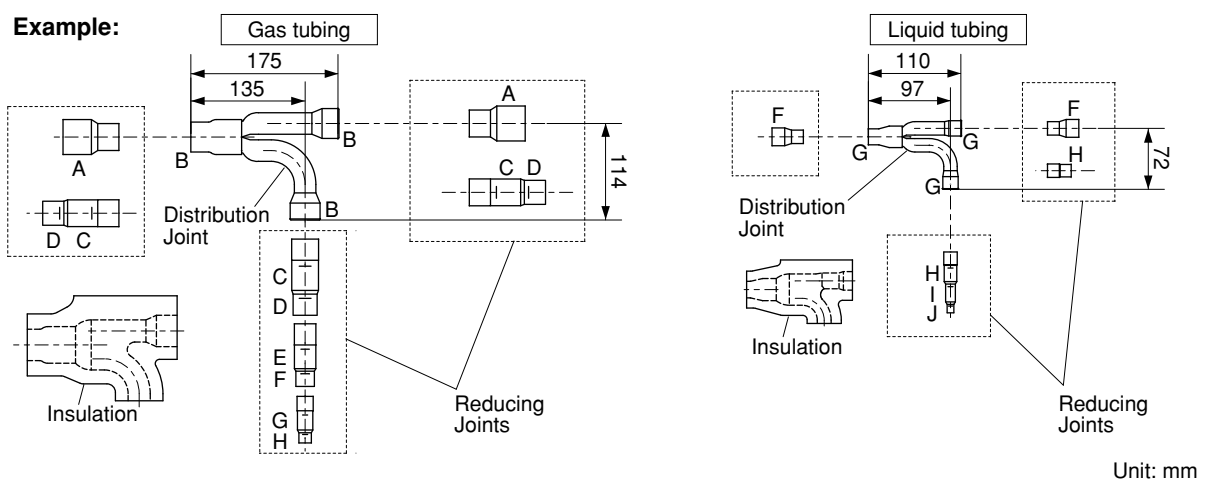 Example:
Gas tubing
175
135
A
B
B
A
114
C D
D C
Distribution
Joint
B
C
D
E
F
G
H
Insulation
Reducing
Joints
Liquid tubing
110
97
F
G
G
F
H
72
G
Distribution
Joint
H
I
J
Insulation
Reducing
Joints
Unit: mm